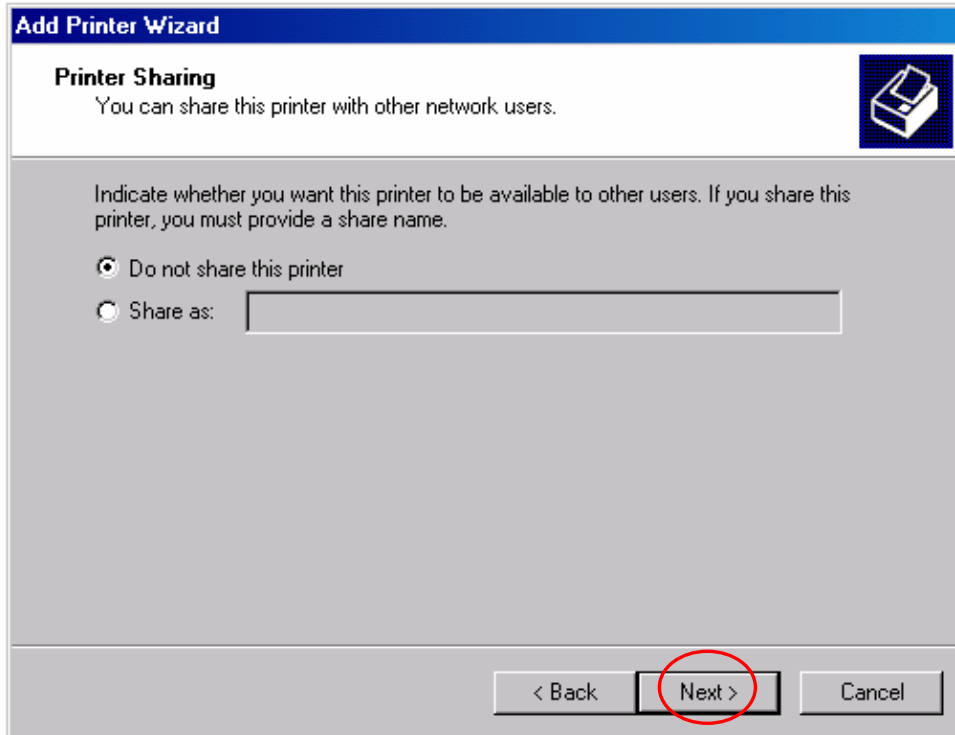 Add Printer Wizard
Printer Sharing
You can share this printer with other network users.
Indicate whether you want this printer to be available to other users. If you share this
printer, you must provide a share name.
Do not share this printer
Share as:
< Back Next > Cancel